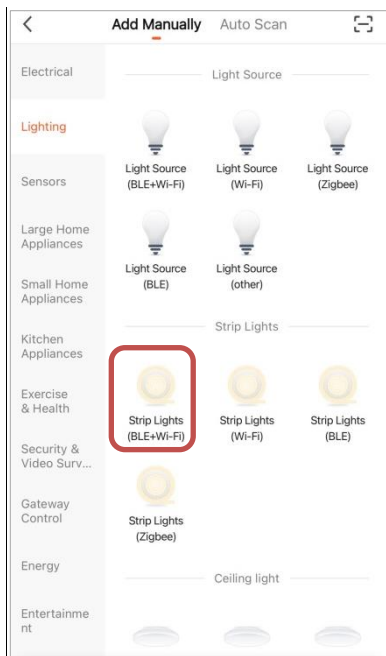 Add Manually Auto Scan
Electrical
Lighting
Sensors
Large Home
Appliances
Small Home
Appliances
Kitchen
Appliances
Exercise
& Health
Security &
Video Surv...
Gateway
Control
Energy
Entertainme
nt
Light Source
Light Source Light Source Light Source
(BLE+Wi-Fi) (Wi-Fi) (Zigbee)
Light Source Light Source
(BLE) (other)
Strip Lights
Strip Lights Strip Lights Strip Lights
(BLE+Wi-Fi) (Wi-Fi) (BLE)
Strip Lights
(Zigbee)
Ceiling light